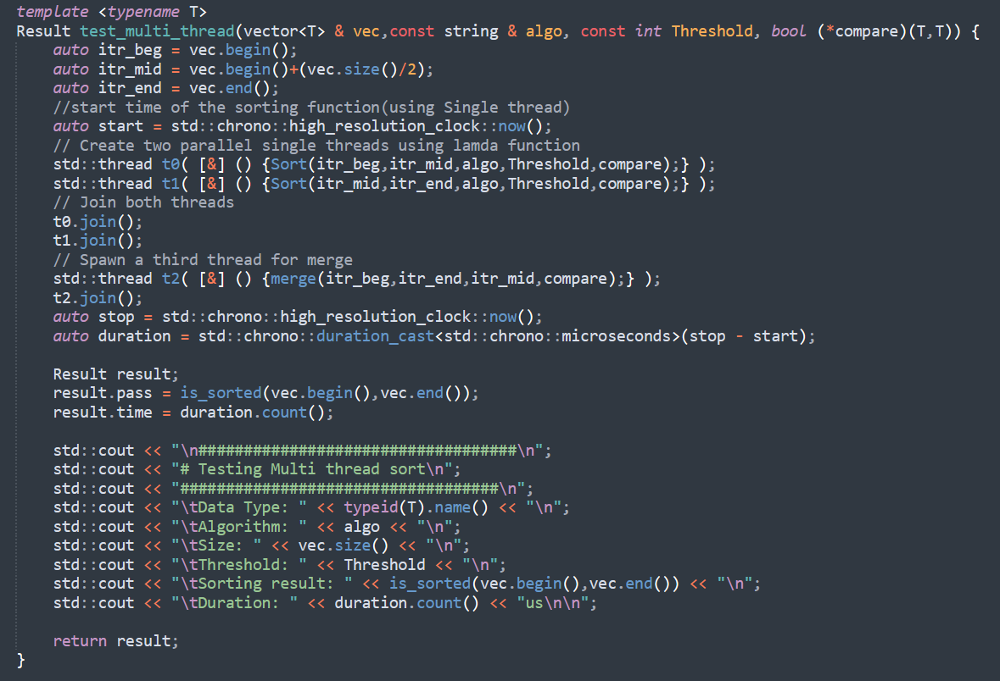 template <typename T>
Result test_multi_thread(vector<T> & vec,const string & algo, const int Threshold, bool (*compare)(T,T)) {
    auto itr_beg = vec.begin();
    auto itr_mid = vec.begin()+(vec.size()/2);
    auto itr_end = vec.end();
    //start time of the sorting function(using Single thread)
    auto start = std::chrono::high_resolution_clock::now();
    // Create two parallel single threads using lamda function
    std::thread t0( [&] () {Sort(itr_beg,itr_mid,algo,Threshold,compare);} );
    std::thread t1( [&] () {Sort(itr_mid,itr_end,algo,Threshold,compare);} );
    // Join both threads
    t0.join();
    t1.join();
    // Spawn a third thread for merge
    std::thread t2( [&] () {merge(itr_beg,itr_end,itr_mid,compare);} );
    t2.join();
    auto stop = std::chrono::high_resolution_clock::now();
    auto duration = std::chrono::duration_cast<std::chrono::microseconds>(stop - start);

    Result result;
    result.pass = is_sorted(vec.begin(),vec.end());
    result.time = duration.count();

    std::cout << "\n###################################\n";
    std::cout << "# Testing Multi thread sort\n";
    std::cout << "###################################\n";
    std::cout << "\tData Type: " << typeid(T).name() << "\n";
    std::cout << "\tAlgorithm: " << algo << "\n";
    std::cout << "\tSize: " << vec.size() << "\n";
    std::cout << "\tThreshold: " << Threshold << "\n";
    std::cout << "\tSorting result: " << is_sorted(vec.begin(),vec.end()) << "\n";
    std::cout << "\tDuration: " << duration.count() << "us\n\n";

    return result;
}